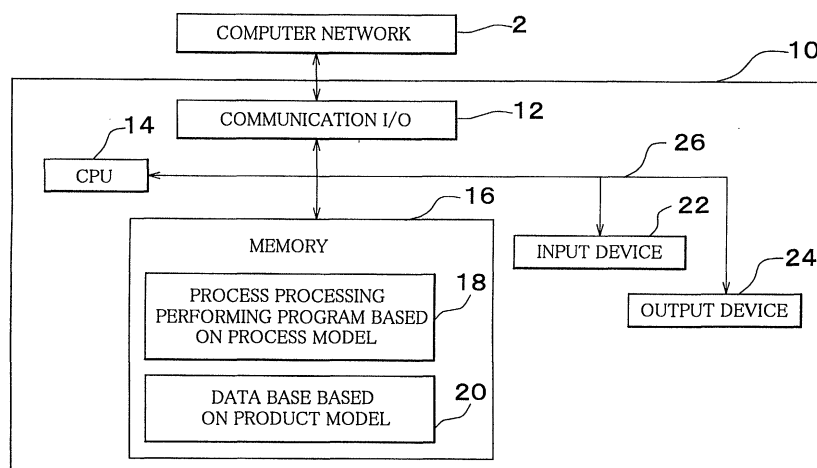 COMPUTER NETWORK
2
10
COMMUNICATION I/O
12
14
CPU
26
16
22
MEMORY
INPUT DEVICE
24
PROCESS PROCESSING
PERFORMING PROGRAM BASED
ON PROCESS MODEL
18
OUTPUT DEVICE
DATA BASE BASED
ON PRODUCT MODEL
20